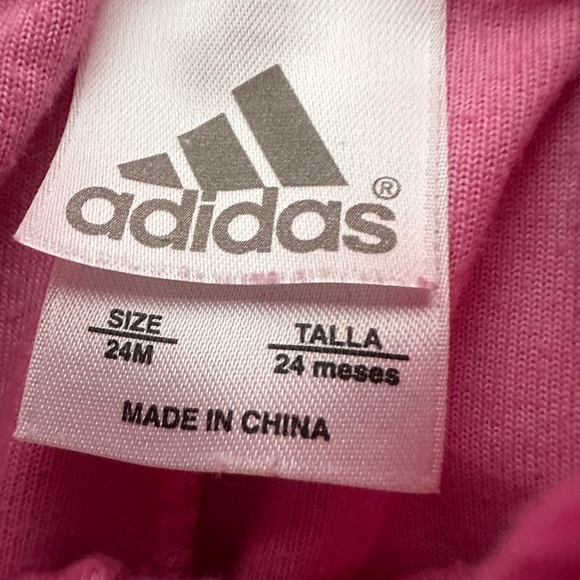 adidas®
SIZE TALLA
24M 24 meses
MADE IN CHINA